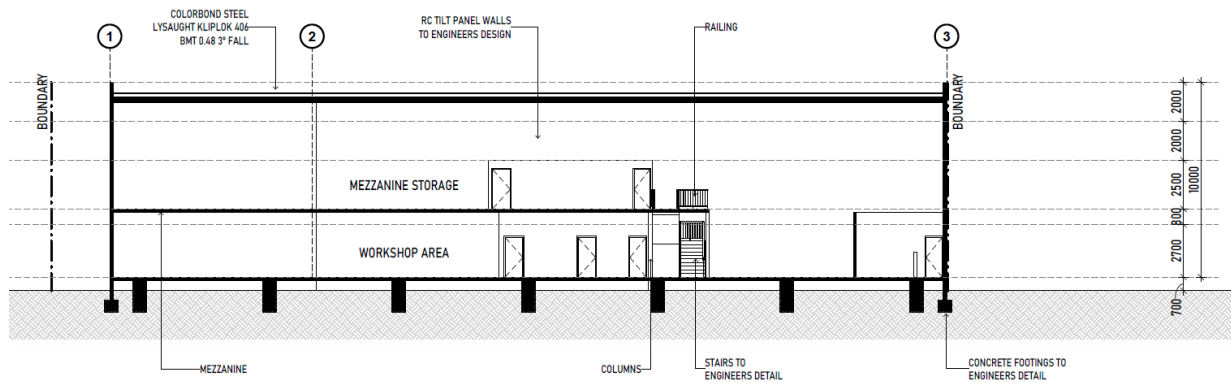 COLORBOND STEEL
LYSAUGHT KLIPLOK 406
BMT 0.48 3° FALL
RC TILT PANEL WALLS
TO ENGINEERS DESIGN
RAILING
1
2
3
BOUNDARY
BOUNDARY
2000
2000
2500
800
2700
700
10000
MEZZANINE STORAGE
WORKSHOP AREA
MEZZANINE
COLUMNS
STAIRS TO
ENGINEERS DETAIL
CONCRETE FOOTINGS TO
ENGINEERS DETAIL